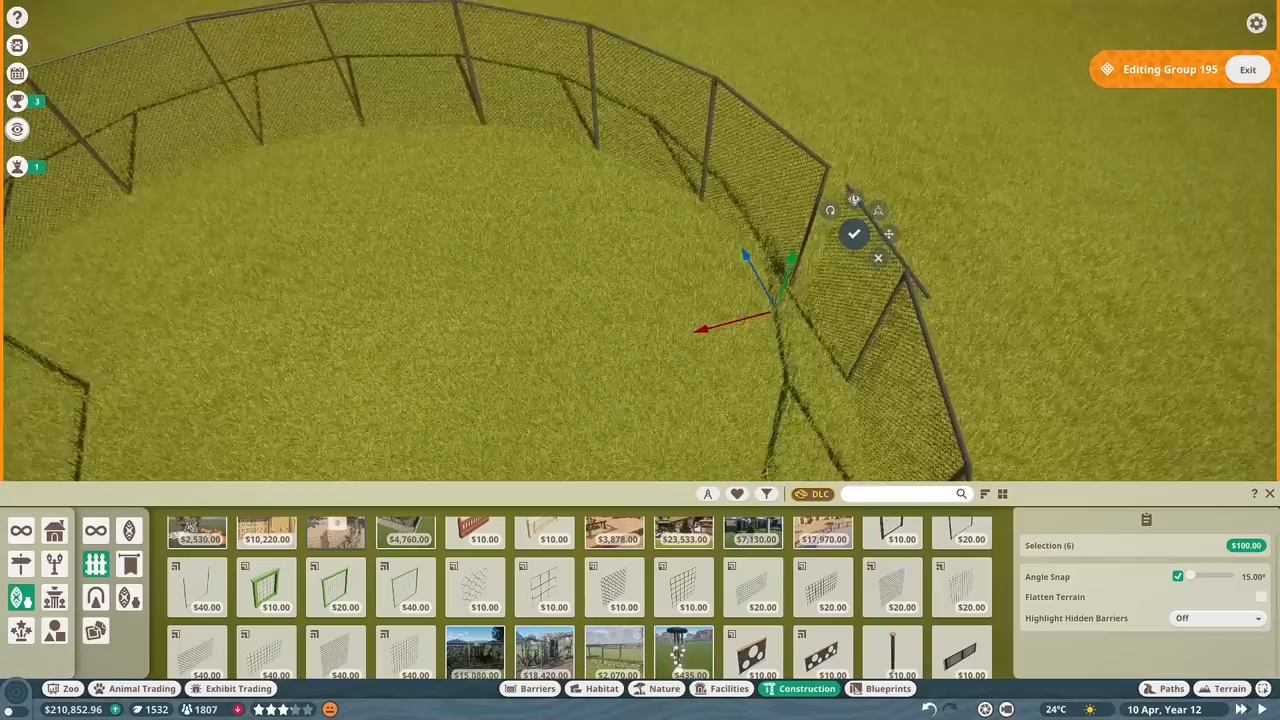 ?
Editing Group 195 Exit
3
1
DLC
?
$2,530.00 $10,220.00 $4,760.00 $10.00 $10.00 $3,878.00 $23,533.00 $7,130.00 $17,970.00 $10.00 $20.00
Selection (6) $100.00
$40.00 $10.00 $20.00 $40.00 $10.00 $10.00 $10.00 $10.00 $20.00 $20.00 $20.00 $20.00
Angle Snap 15.00°
Flatten Terrain
Highlight Hidden Barriers Off
$40.00 $40.00 $40.00 $40.00 $15,080.00 $18,420.00 $2,070.00 $435.00 $10.00 $10.00 $10.00 $10.00
Zoo Animal Trading Exhibit Trading Barriers Habitat Nature Facilities Construction Blueprints Paths Terrain
$210,852.96 1532 1807 24°C 10 Apr, Year 12